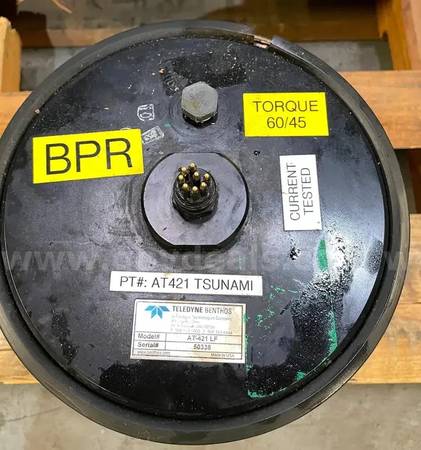 TORQUE
60/45
BPR
CURRENT
TESTED
PT#: AT421 TSUNAMI
TELEDYNE BENTHOS
Model# AT-421 LF
Serial# 50338
Made in USA